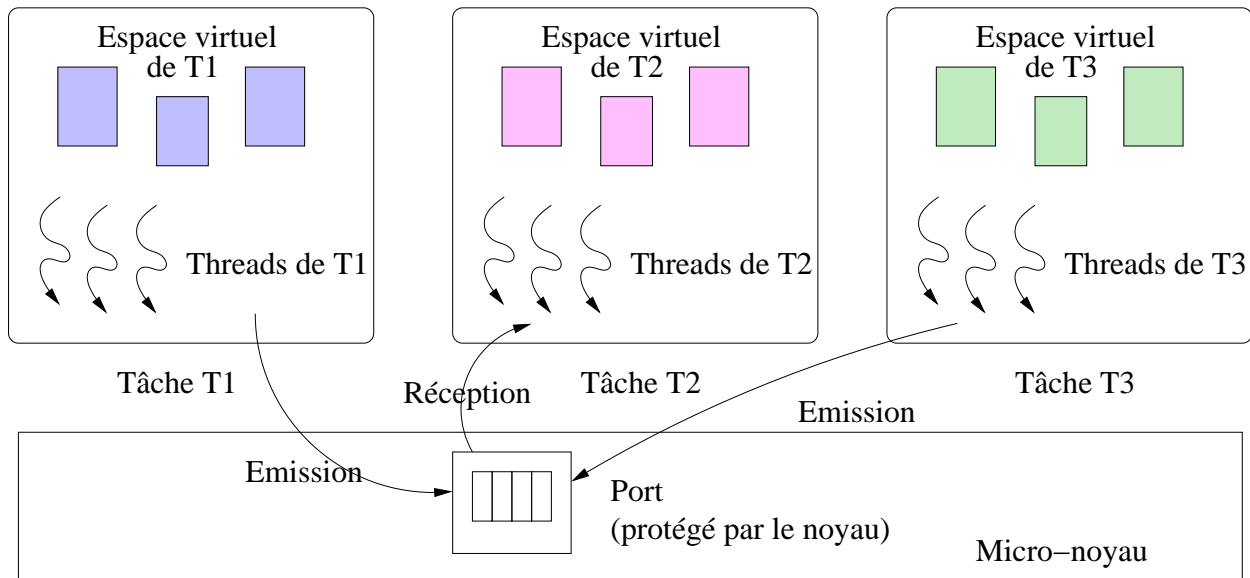 Espace virtuel
de T1
Espace virtuel
de T2
Espace virtuel
de T3
Threads de T1
Threads de T2
Threads de T3
Tâche T1
Réception
Tâche T2
Tâche T3
Emission
Emission
Port
(protégé par le noyau)
Micro−noyau